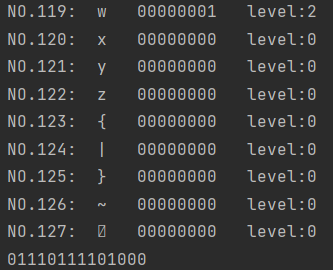 NO.119: w 00000001 level:2
NO.120: x 00000000 level:0
NO.121: y 00000000 level:0
NO.122: z 00000000 level:0
NO.123: { 00000000 level:0
NO.124: | 00000000 level:0
NO.125: } 00000000 level:0
NO.126: ~ 00000000 level:0
NO.127: 00000000 level:0
01110111101000